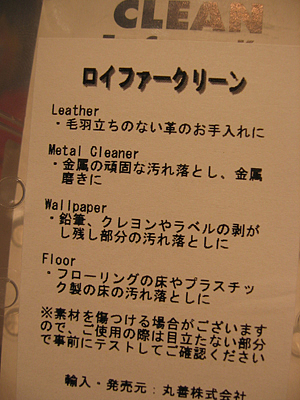 CLEAN
ロイファークリーン
Leather
・毛羽立ちのない革のお手入れに
Metal Cleaner
・金属の頑固な汚れ落とし、金属
磨きに
Wallpaper
・鉛筆、クレヨンやラベルの剥が
し残し部分の汚れ落としに
Floor
・フローリングの床やプラスチッ
ク製の床の汚れ落としに
※素材を傷つける場合がございます
ので、ご使用の際は目立たない部分
で事前にテストしてご確認ください
輸入・発売元：丸善株式会社